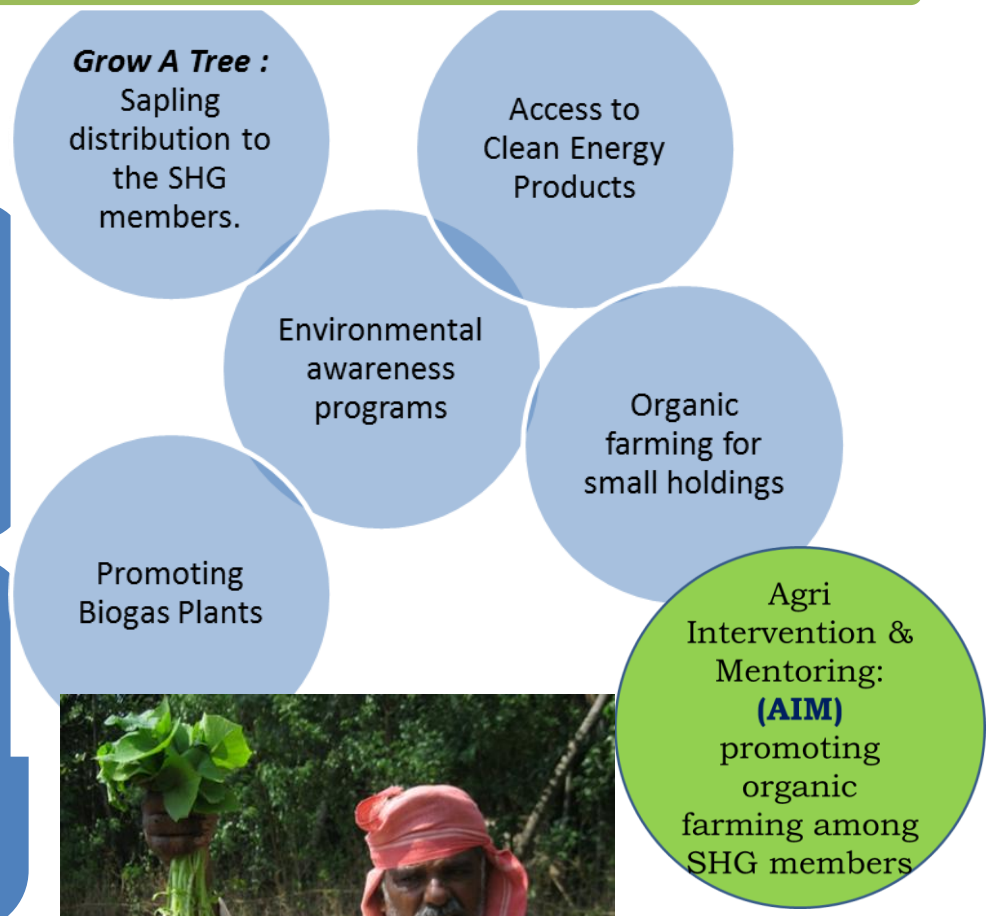 Grow A Tree :
Sapling
distribution to
the SHG
members.
Access to
Clean Energy
Products
Environmental
awareness
programs
Organic
farming for
small holdings
Promoting
Biogas Plants
Agri
Intervention &
Mentoring:
(AIM)
promoting
organic
farming among
SHG members